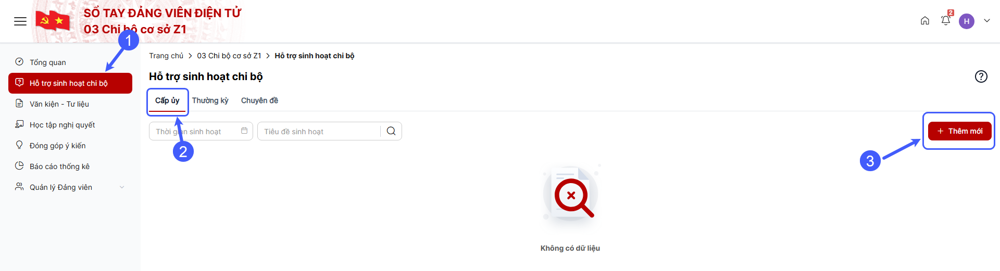 SỔ TAY ĐẢNG VIÊN ĐIỆN TỬ
03 Chi bộ cơ sở Z1
2
H
1
Trang chủ > 03 Chi bộ cơ sở Z1 > Hỗ trợ sinh hoạt chi bộ
Tổng quan
Hỗ trợ sinh hoạt chi bộ
Văn kiện - Tư liệu
Học tập nghị quyết
Đóng góp ý kiến
Báo cáo thống kê
Quản lý Đảng viên
Hỗ trợ sinh hoạt chi bộ
?
Cấp ủy Thường kỳ Chuyên đề
Thời gian sinh hoạt
Tiêu đề sinh hoạt
+ Thêm mới
2
3
Không có dữ liệu